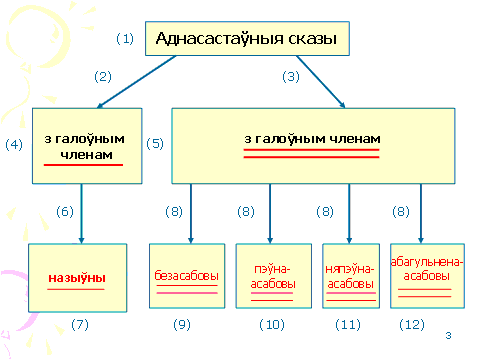 (1) Аднасастаўныя сказы
(2) (3)
(4) з галоўным
членам
(5) з галоўным членам
(6) (8) (8) (8) (8)
назыўны
безасабовы
пэўна-
асабовы
няпэўна-
асабовы
абагульнена-
асабовы
(7) (9) (10) (11) (12)
3